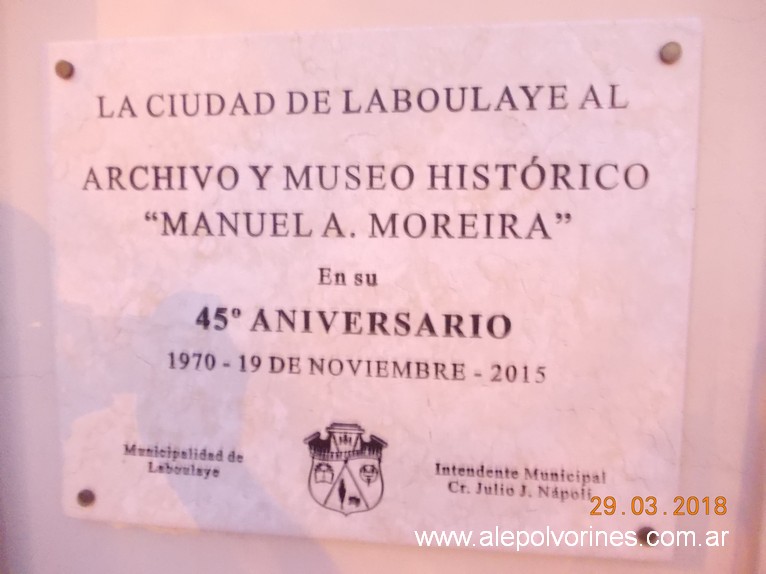 LA CIUDAD DE LABOULAYE AL
ARCHIVO Y MUSEO HISTÓRICO
“MANUEL A. MOREIRA”
En su
45º ANIVERSARIO
1970 - 19 DE NOVIEMBRE - 2015
Municipalidad de
Laboulaye
Intendente Municipal
Cr. Julio J. Nápoli
29.03.2018
www.alepolvorines.com.ar